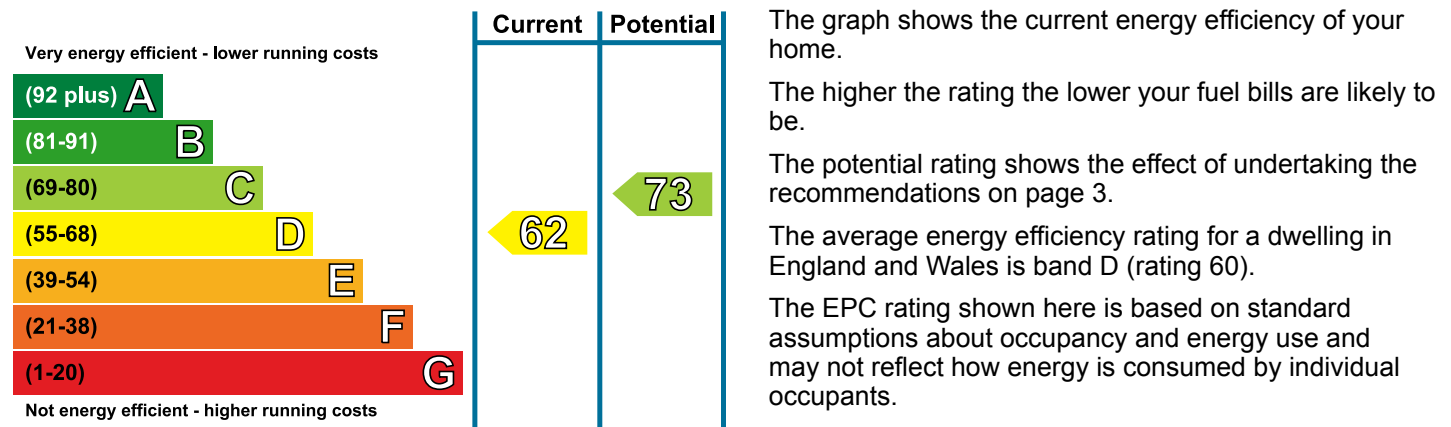 Current Potential
Very energy efficient - lower running costs
(92 plus) A
(81-91) B
(69-80) C
73
(55-68) D
62
(39-54) E
(21-38) F
(1-20) G
Not energy efficient - higher running costs
The graph shows the current energy efficiency of your
home.
The higher the rating the lower your fuel bills are likely to
be.
The potential rating shows the effect of undertaking the
recommendations on page 3.
The average energy efficiency rating for a dwelling in
England and Wales is band D (rating 60).
The EPC rating shown here is based on standard
assumptions about occupancy and energy use and
may not reflect how energy is consumed by individual
occupants.